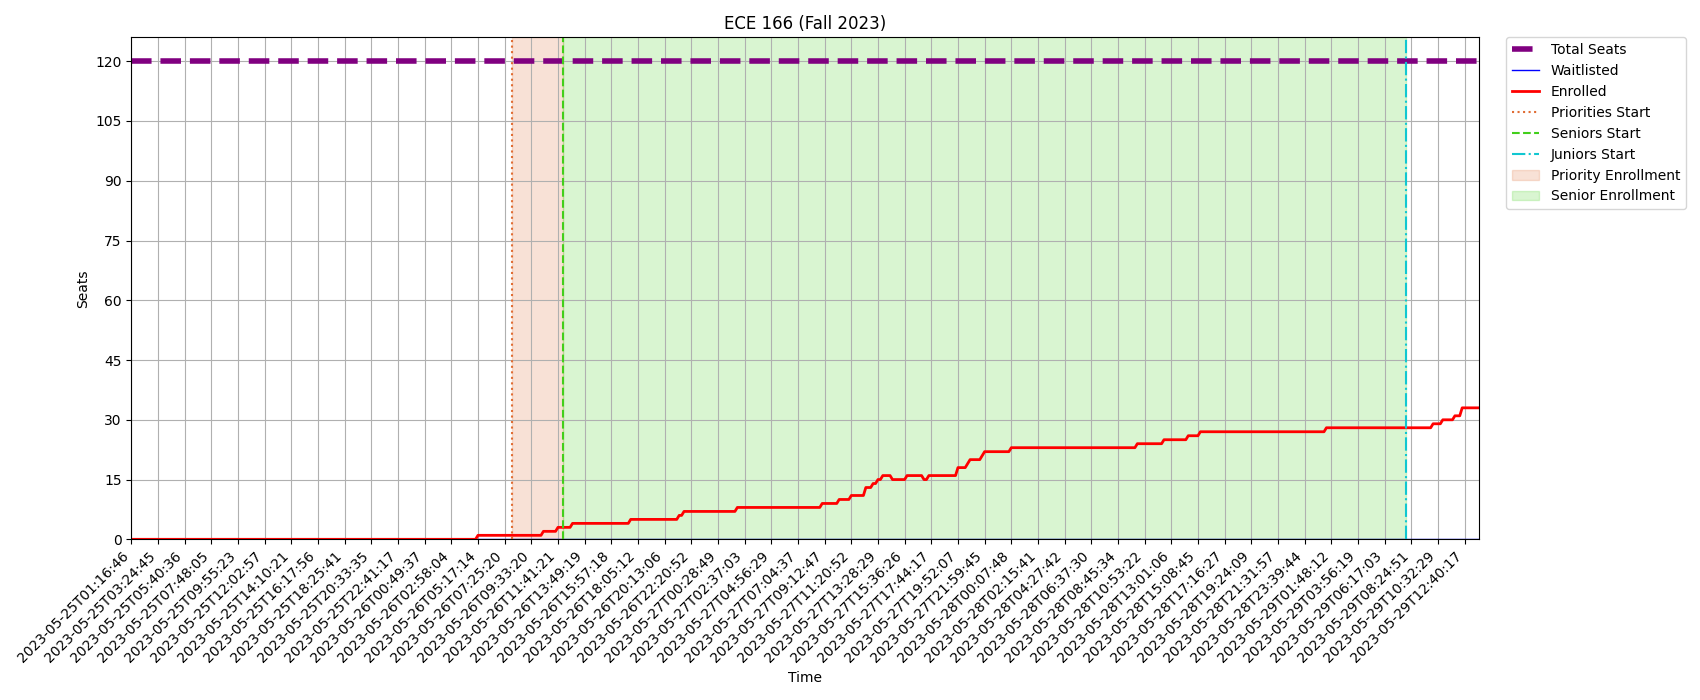 ECE 166 (Fall 2023)
Total Seats
Waitlisted
Enrolled
Priorities Start
Seniors Start
Juniors Start
Priority Enrollment
Senior Enrollment
Seats
120
105
90
75
60
45
30
15
0
2023-05-25T01:16:46
2023-05-25T03:24:45
2023-05-25T05:40:36
2023-05-25T07:48:05
2023-05-25T09:55:23
2023-05-25T12:02:57
2023-05-25T14:10:21
2023-05-25T16:17:56
2023-05-25T18:25:41
2023-05-25T20:33:35
2023-05-25T22:41:17
2023-05-26T00:49:37
2023-05-26T02:58:04
2023-05-26T05:17:14
2023-05-26T07:25:20
2023-05-26T09:33:20
2023-05-26T11:41:21
2023-05-26T13:49:19
2023-05-26T15:57:18
2023-05-26T18:05:12
2023-05-26T20:13:06
2023-05-26T22:20:52
2023-05-27T00:28:49
2023-05-27T02:37:03
2023-05-27T04:56:29
2023-05-27T07:04:37
2023-05-27T09:12:47
2023-05-27T11:20:52
2023-05-27T13:28:29
2023-05-27T15:36:26
2023-05-27T17:44:17
2023-05-27T19:52:07
2023-05-27T21:59:45
2023-05-28T00:07:48
2023-05-28T02:15:41
2023-05-28T04:27:42
2023-05-28T06:37:30
2023-05-28T08:45:34
2023-05-28T10:53:22
2023-05-28T13:01:06
2023-05-28T15:08:45
2023-05-28T17:16:27
2023-05-28T19:24:09
2023-05-28T21:31:57
2023-05-28T23:39:44
2023-05-29T01:48:12
2023-05-29T03:56:19
2023-05-29T06:17:03
2023-05-29T08:24:51
2023-05-29T10:32:29
2023-05-29T12:40:17
Time